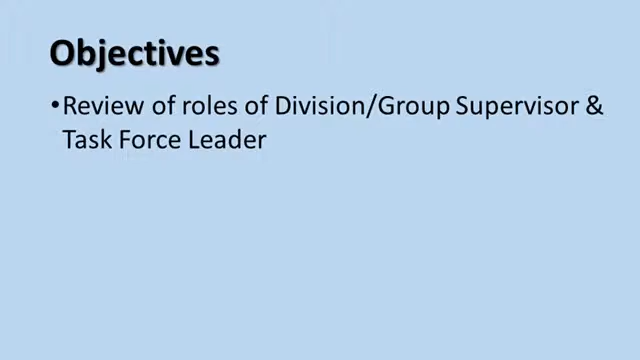 Objectives
•Review of roles of Division/Group Supervisor &
Task Force Leader